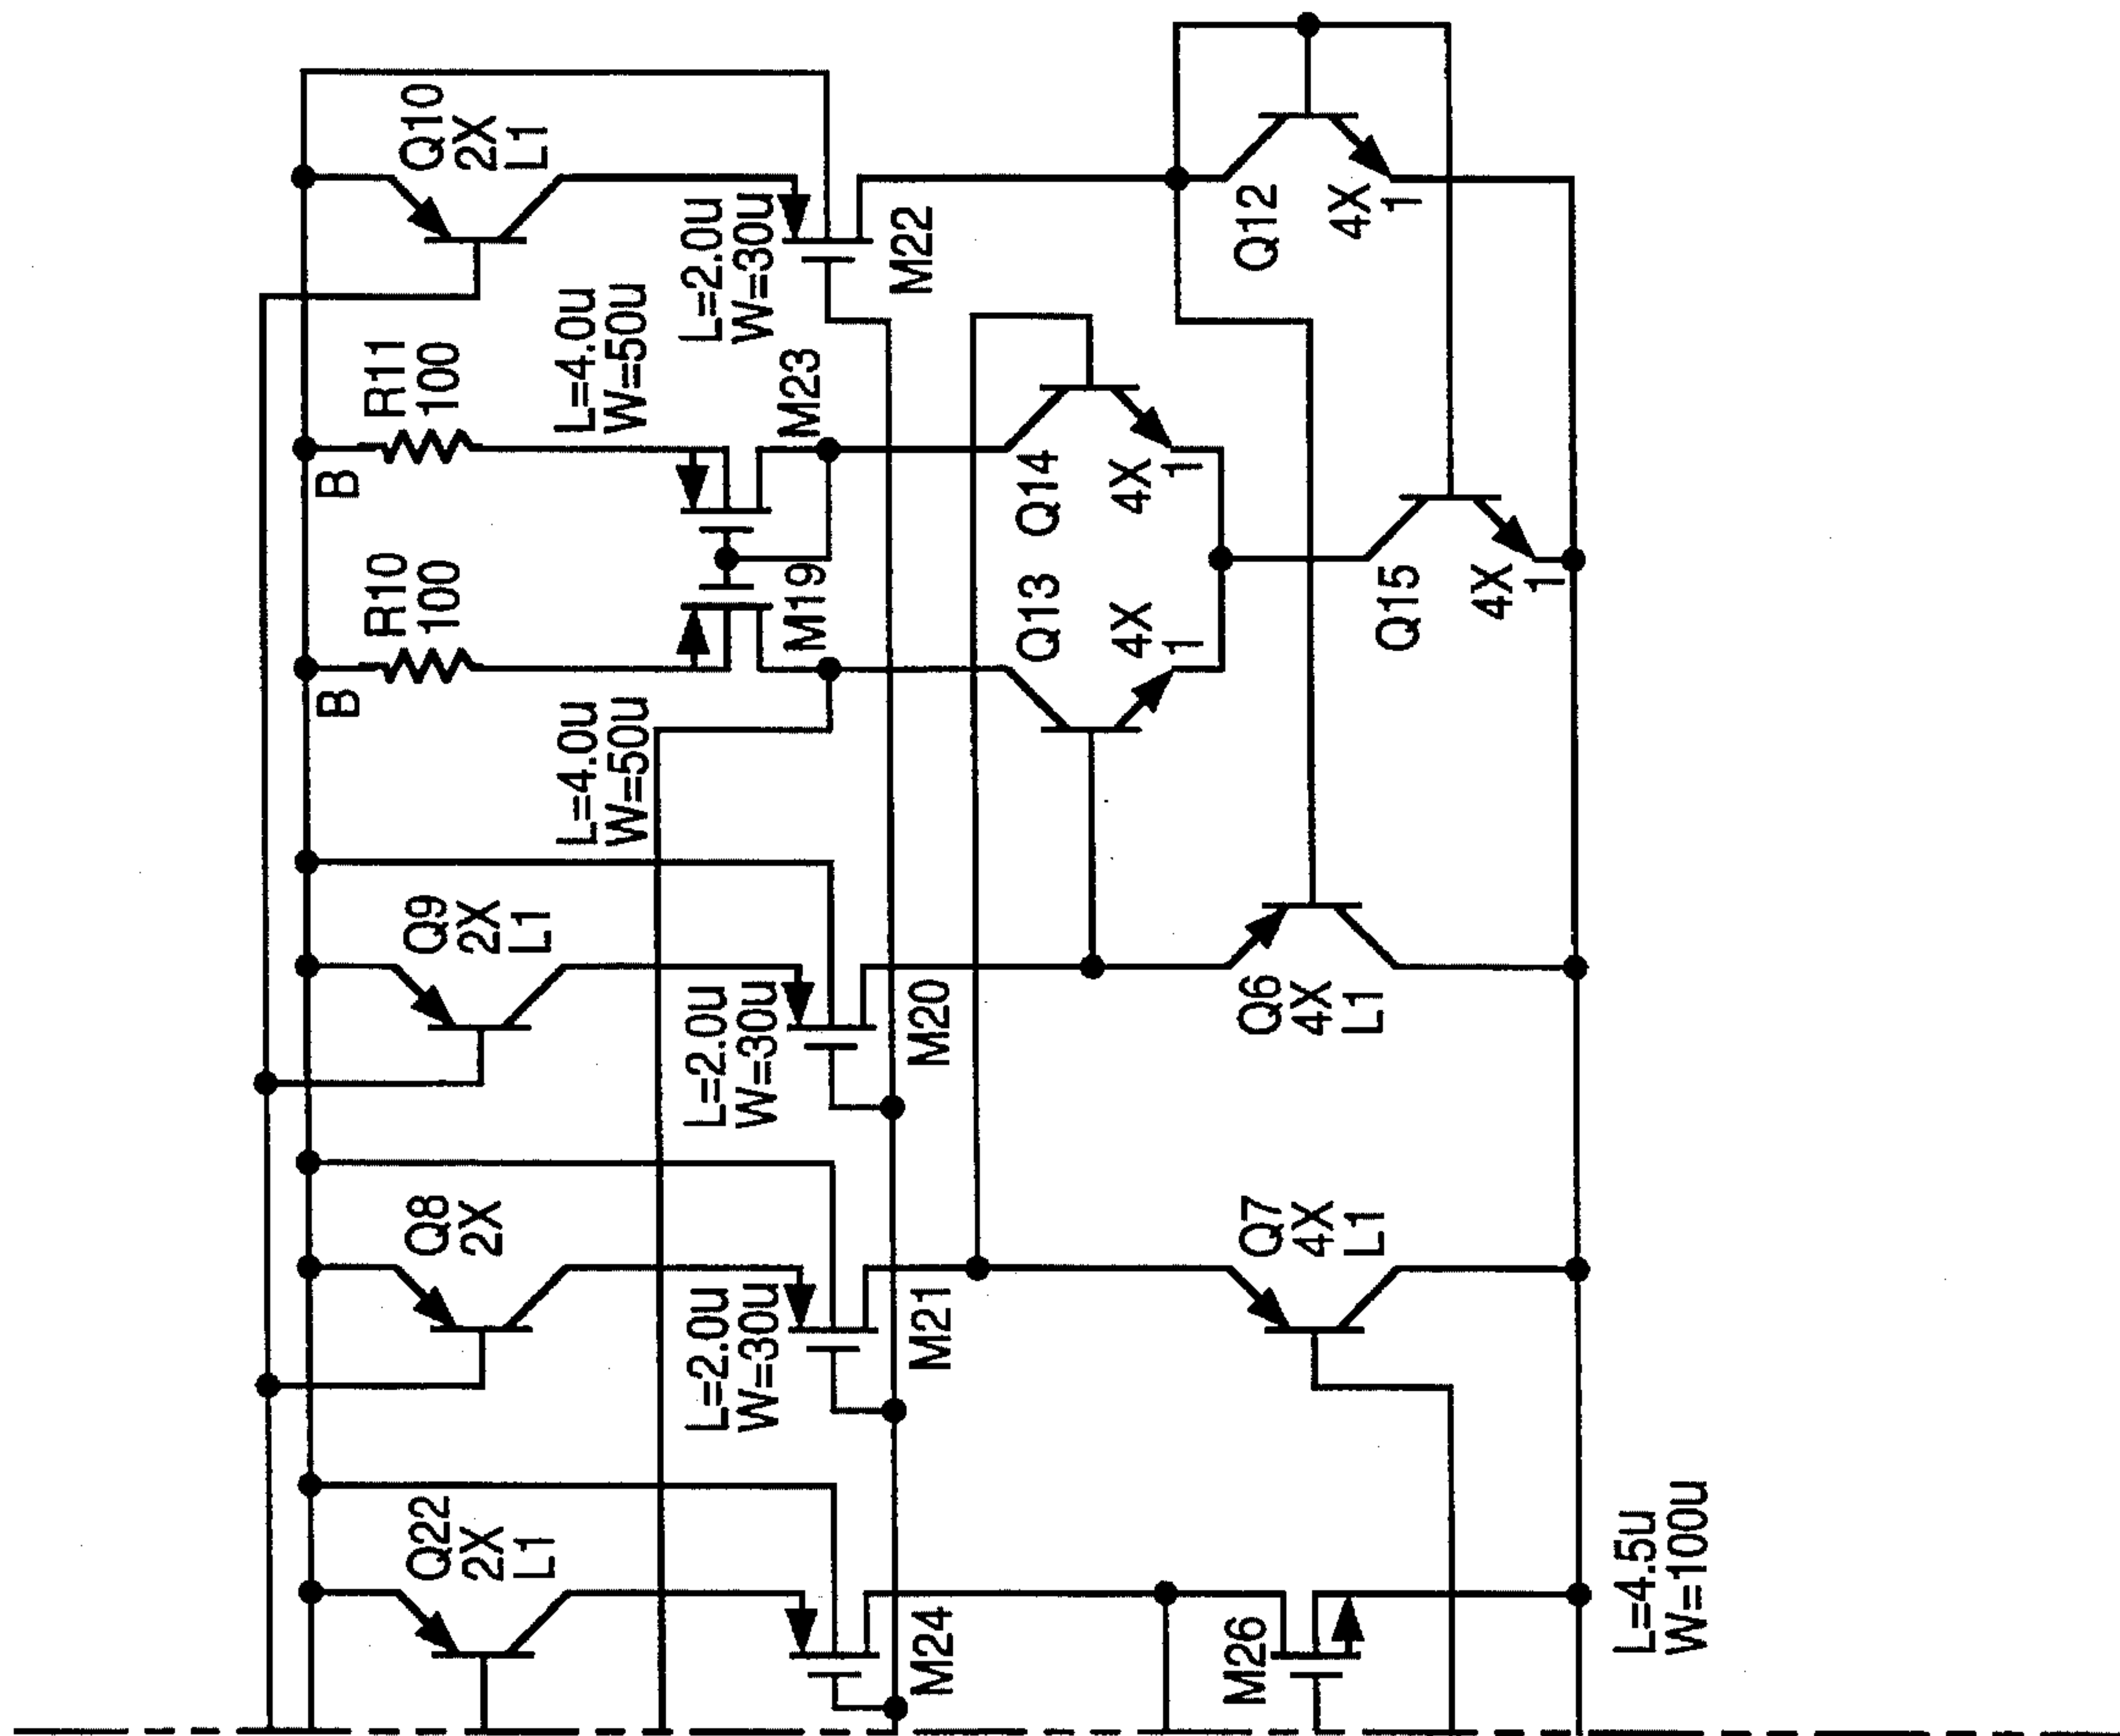 Q10
2X
L1
L=2.0u
W=30u
M22
Q12
4X
1
R11
100
B
L=4.0u
W=50u
M23
Q14
4X
1
R10
100
B
M19
L=4.0u
W=50u
Q13
4X
1
Q15
4X
1
Q9
2X
L1
L=2.0u
W=30u
M20
Q6
4X
L1
Q8
2X
L=2.0u
W=30u
M21
Q7
4X
L1
Q22
2X
L1
M24
M26
L=4.5u
W=100u